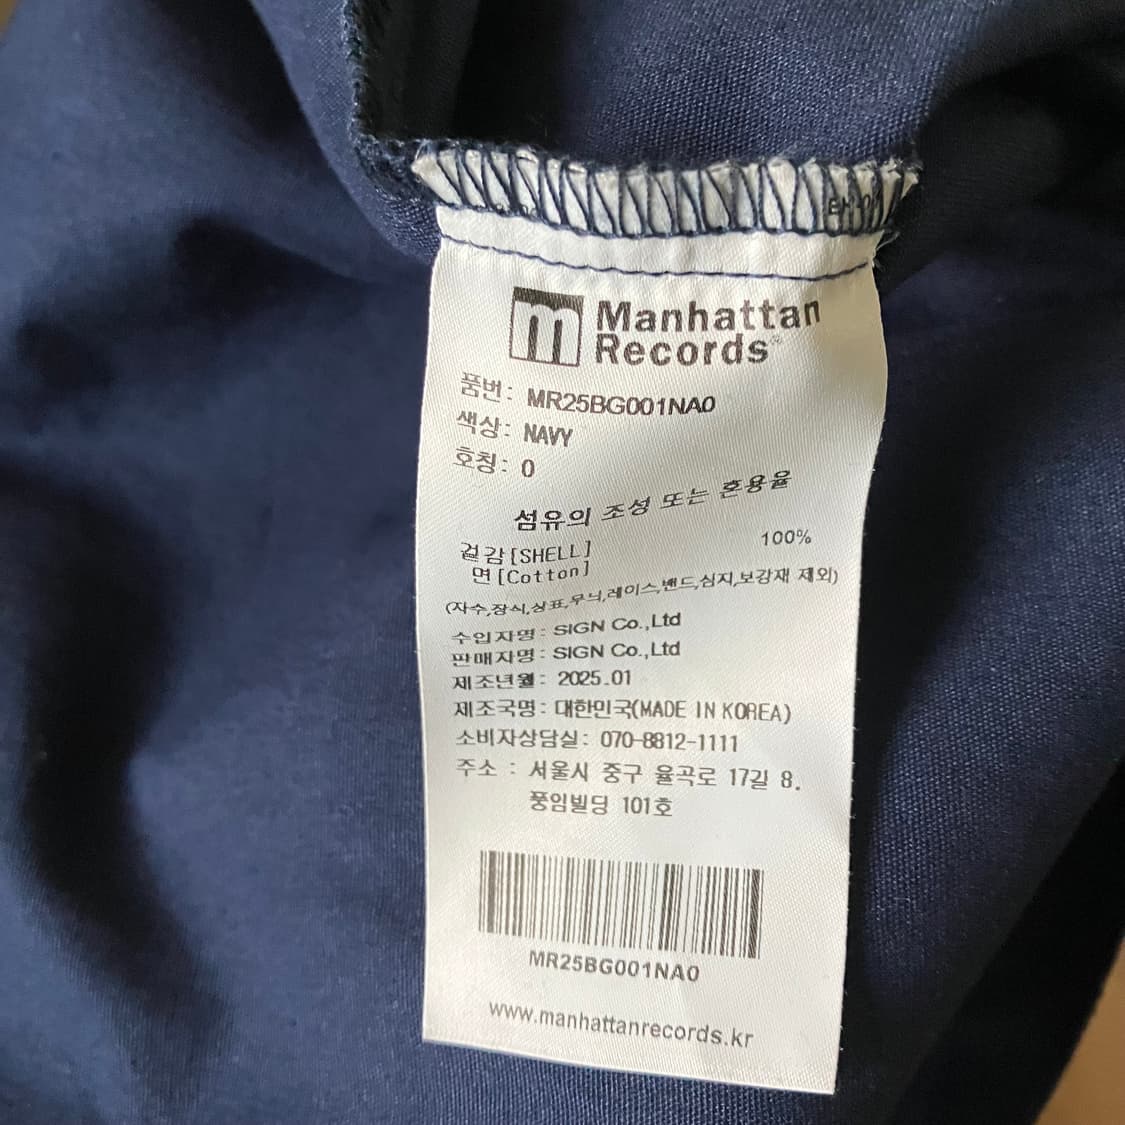 m Manhattan
Records®
품번: MR25BG001NA0
색상: NAVY
호칭: 0
섬유의 조성 또는 혼용율
겉감[SHELL]
면[Cotton] 100%
(자수,장식,상표,무늬,레이스,밴드,심지,보강재 제외)
수입자명: SIGN Co.,Ltd
판매자명: SIGN Co.,Ltd
제조년월: 2025.01
제조국명: 대한민국(MADE IN KOREA)
소비자상담실: 070-8812-1111
주소 : 서울시 중구 율곡로 17길 8.
풍임빌딩 101호
MR25BG001NA0
www.manhattanrecords.kr